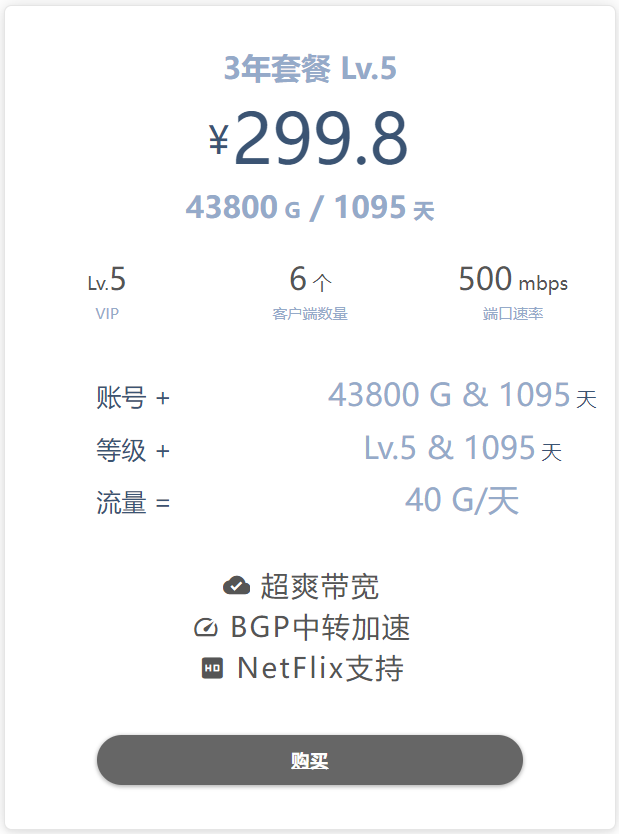 3年套餐 Lv.5
¥299.8
43800 G / 1095 天
Lv.5 6 个 500 mbps
VIP 客户端数量 端口速率
账号 + 43800 G & 1095 天
等级 + Lv.5 & 1095 天
流量 = 40 G/天
超爽带宽
BGP中转加速
HD NetFlix支持
购买